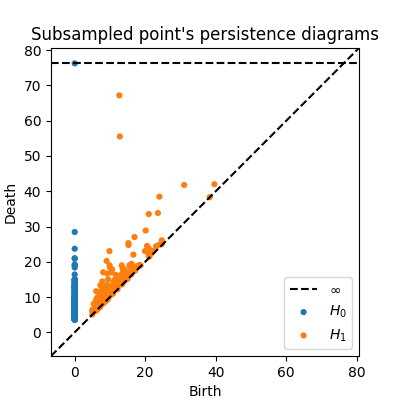 Subsampled point's persistence diagrams
80
70
60
50
40
30
20
10
0
Death
0 20 40 60 80
Birth
∞
H₀
H₁